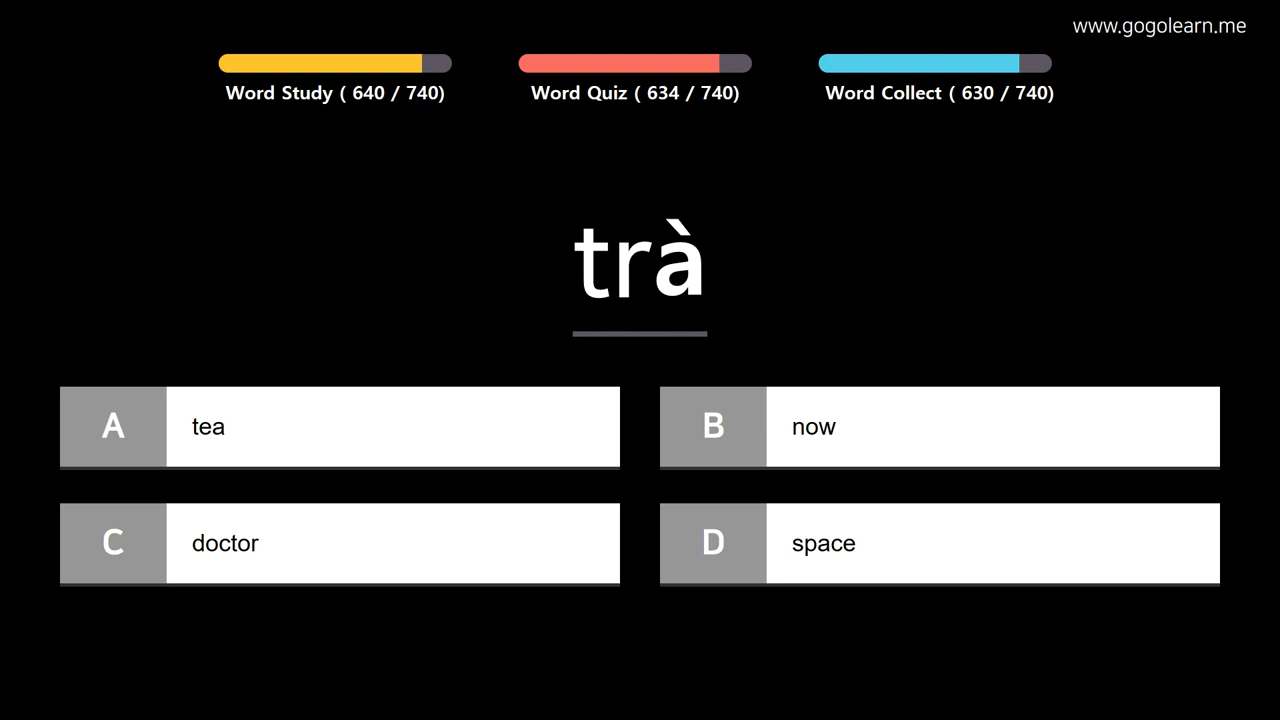 www.gogolearn.me
Word Study ( 640 / 740)
Word Quiz ( 634 / 740)
Word Collect ( 630 / 740)
trà
A tea
B now
C doctor
D space